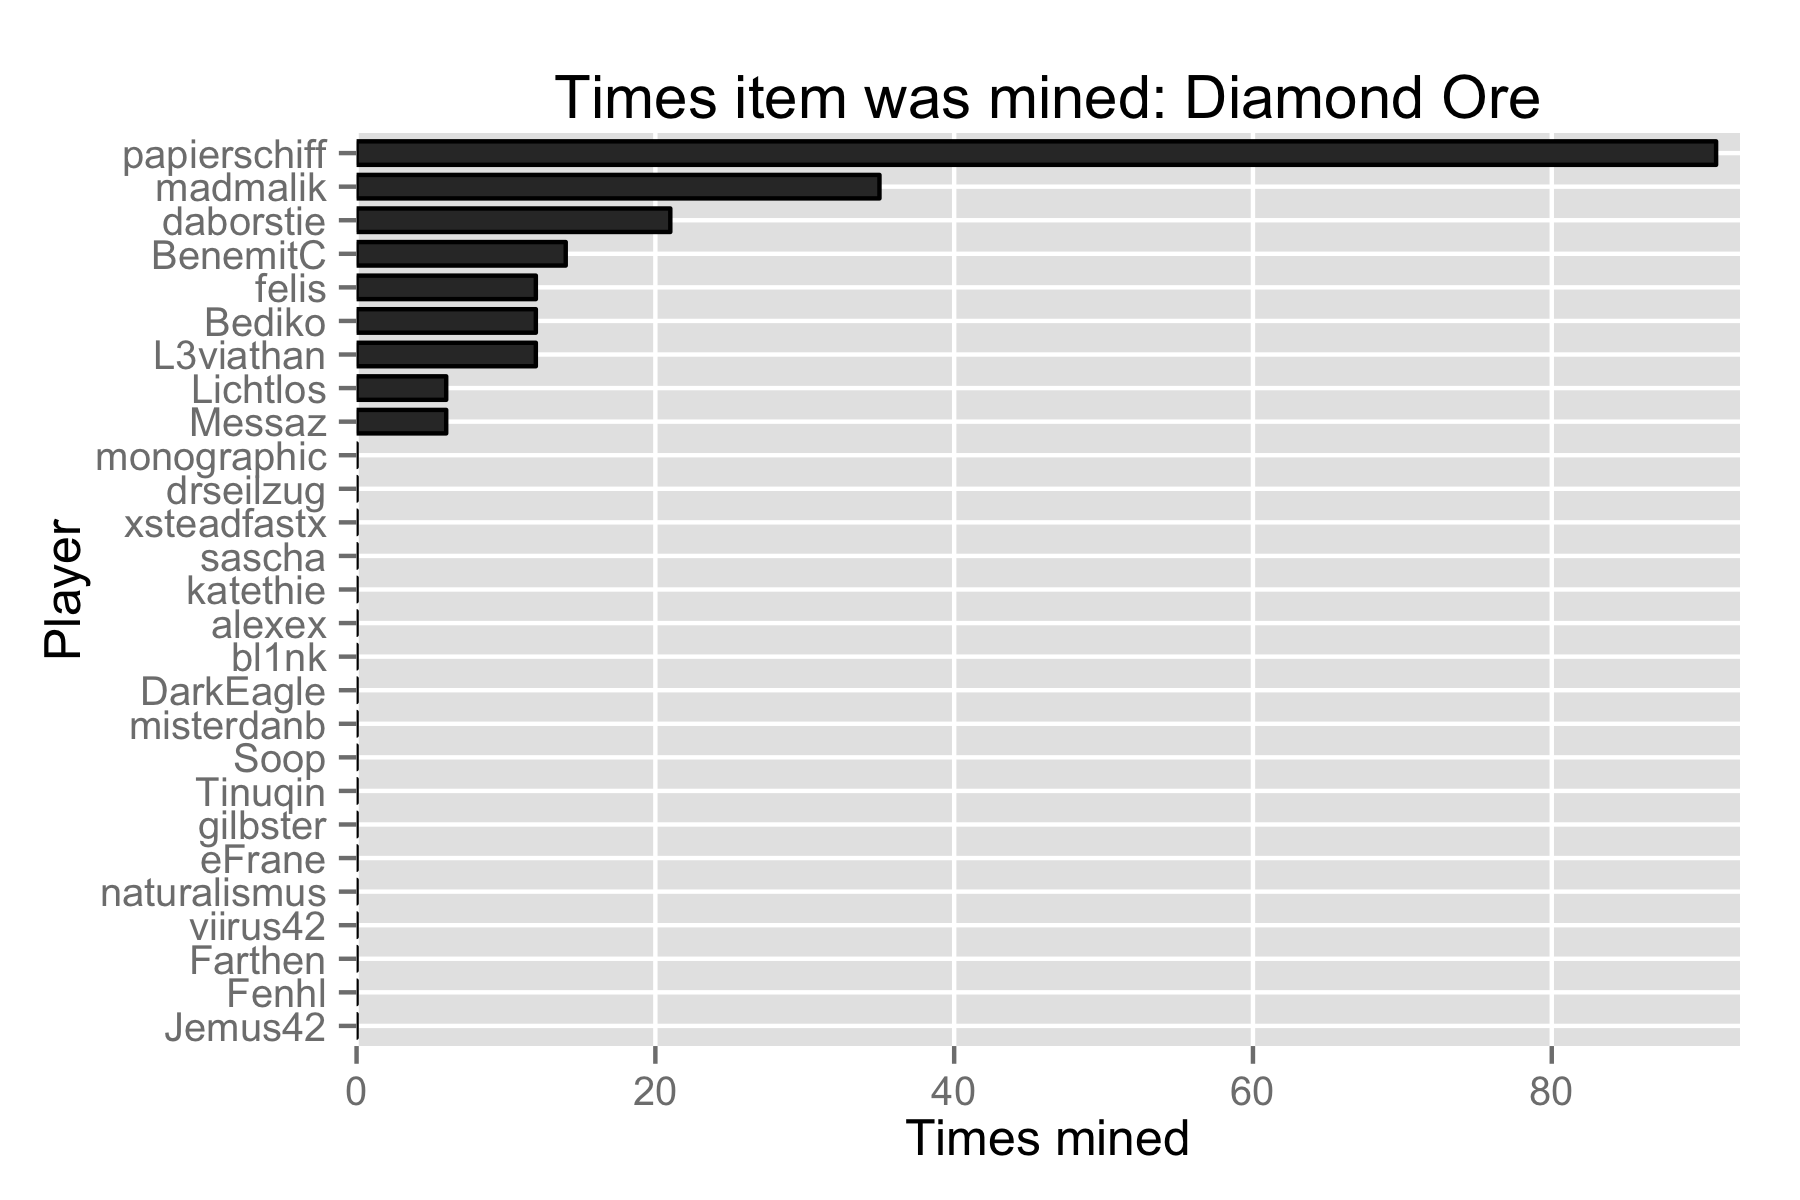 Times item was mined: Diamond Ore
papierschiff
madmalik
daborstie
BenemitC
felis
Bediko
L3viathan
Lichtlos
Messaz
monographic
drseilzug
xsteadfastx
sascha
katethie
alexex
bl1nk
DarkEagle
misterdanb
Soop
Tinuqin
gilbster
eFrane
naturalismus
viirus42
Farthen
Fenhl
Jemus42
Player
0 20 40 60 80
Times mined